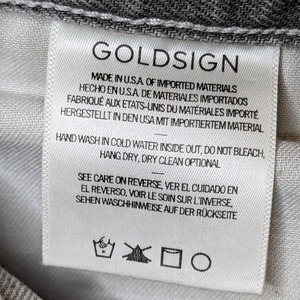 GOLDSIGN
MADE IN U.S.A. OF IMPORTED MATERIALS
HECHO EN U.S.A. DE MATERIALES IMPORTADOS
FABRIQUÉ AUX ETATS-UNIS DU MATÉRIES IMPORTÉS
HERGESTELLT IN DEN USA MIT IMPORTIERTEM MATERIAL
HAND WASH IN COLD WATER INSIDE OUT, DO NOT BLEACH,
HANG DRY, DRY CLEAN OPTIONAL
SEE CARE ON REVERSE, VER EL CUIDADO EN
EL REVERSO, VOIR LE SOIN SUR L'INVERSE,
SEHEN WASCHHINWEISE AUF DER RÜCKSEITE